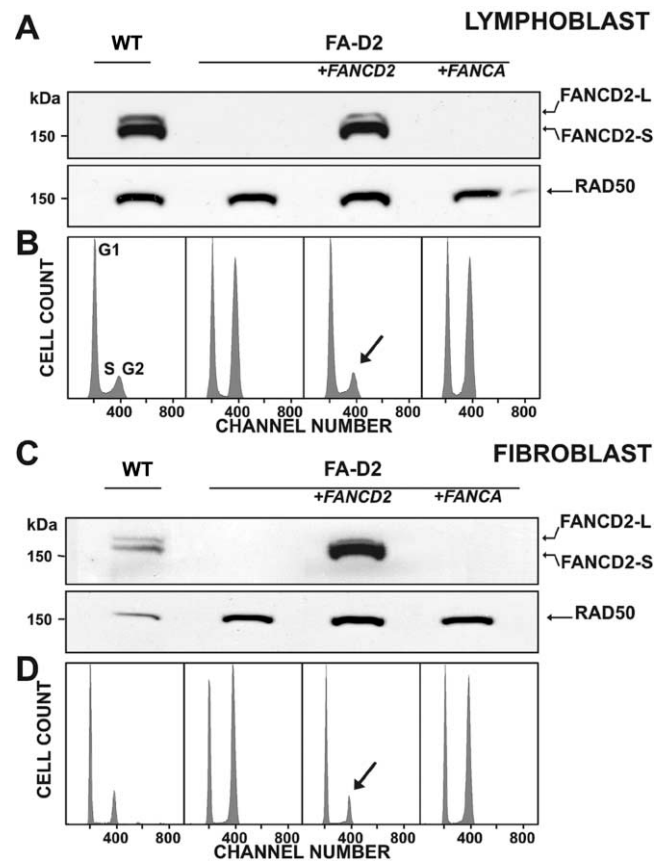 A
LYMPHOBLAST
WT
FA-D2
+FANCD2
+FANCA
kDa
150
FANCD2-L
FANCD2-S
150
RAD50
B
CELL COUNT
G1
S G2
400 800 400 800 400 800 400 800
CHANNEL NUMBER
C
FIBROBLAST
WT
FA-D2
+FANCD2
+FANCA
kDa
150
FANCD2-L
FANCD2-S
150
RAD50
D
CELL COUNT
400 800 400 800 400 800 400 800
CHANNEL NUMBER